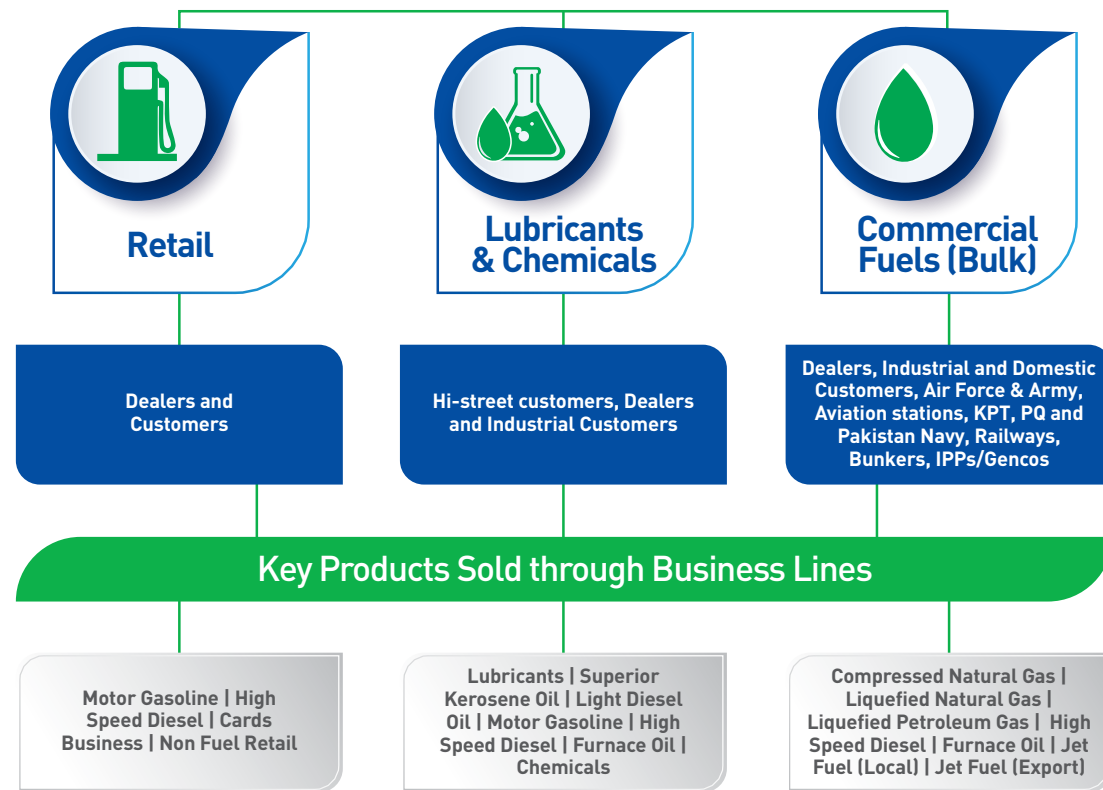 Retail
Lubricants
& Chemicals
Commercial
Fuels (Bulk)
Dealers and
Customers
Hi-street customers, Dealers
and Industrial Customers
Dealers, Industrial and Domestic
Customers, Air Force & Army,
Aviation stations, KPT, PQ and
Pakistan Navy, Railways,
Bunkers, IPPs/Gencos
Key Products Sold through Business Lines
Motor Gasoline | High
Speed Diesel | Cards
Business | Non Fuel Retail
Lubricants | Superior
Kerosene Oil | Light Diesel
Oil | Motor Gasoline | High
Speed Diesel | Furnace Oil |
Chemicals
Compressed Natural Gas |
Liquefied Natural Gas |
Liquefied Petroleum Gas | High
Speed Diesel | Furnace Oil | Jet
Fuel (Local) | Jet Fuel (Export)